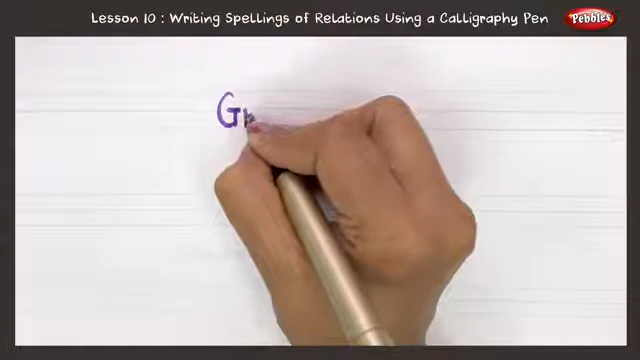 Lesson 10 : Writing Spellings of Relations Using a Calligraphy Pen
Pebbles
G